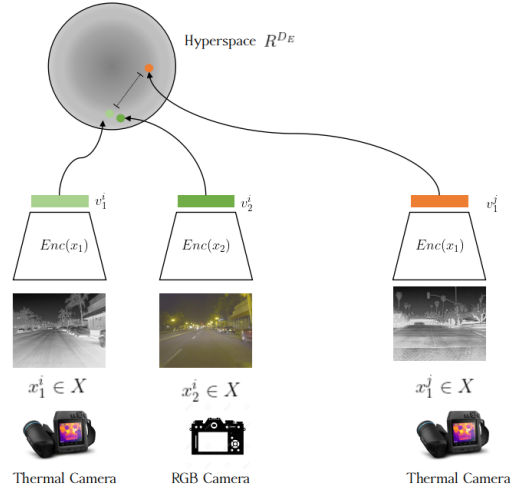 Hyperspace $R^{D_E}$
$v_1^i$ $v_2^i$ $v_1^j$
$Enc(x_1)$ $Enc(x_2)$ $Enc(x_1)$
$x_1^i \in X$ $x_2^i \in X$ $x_1^j \in X$
Thermal Camera RGB Camera Thermal Camera